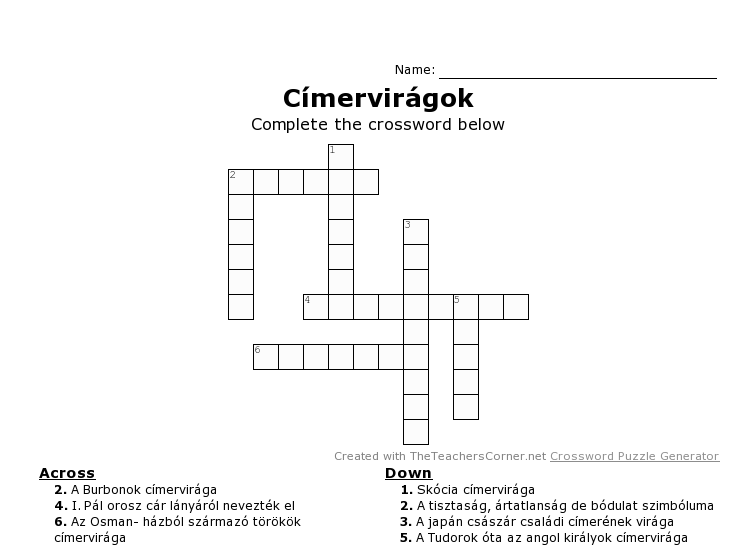 Name:
Címervirágok
Complete the crossword below
1
2
3
4 5
6
Created with TheTeachersCorner.net Crossword Puzzle Generator
Across
2. A Burbonok címervirága
4. I. Pál orosz cár lányáról nevezték el
6. Az Osman- házból származó törökök
címervirága
Down
1. Skócia címervirága
2. A tisztaság, ártatlanság de bódulat szimbóluma
3. A japán császár családi címerének virága
5. A Tudorok óta az angol királyok címervirága